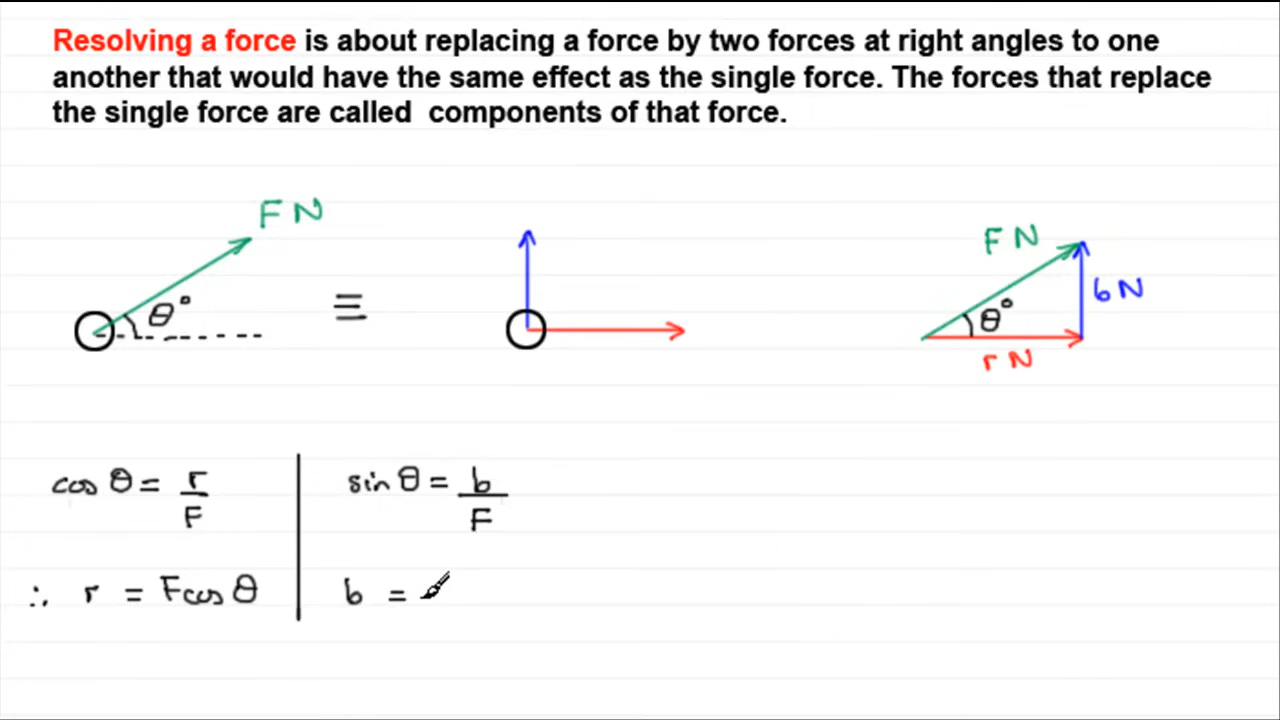 Resolving a force is about replacing a force by two forces at right angles to one
another that would have the same effect as the single force. The forces that replace
the single force are called components of that force.
F N
θ°
≡
F N
θ°
b N
r N
cos θ = r/F
sin θ = b/F
∴ r = Fcos θ
b =